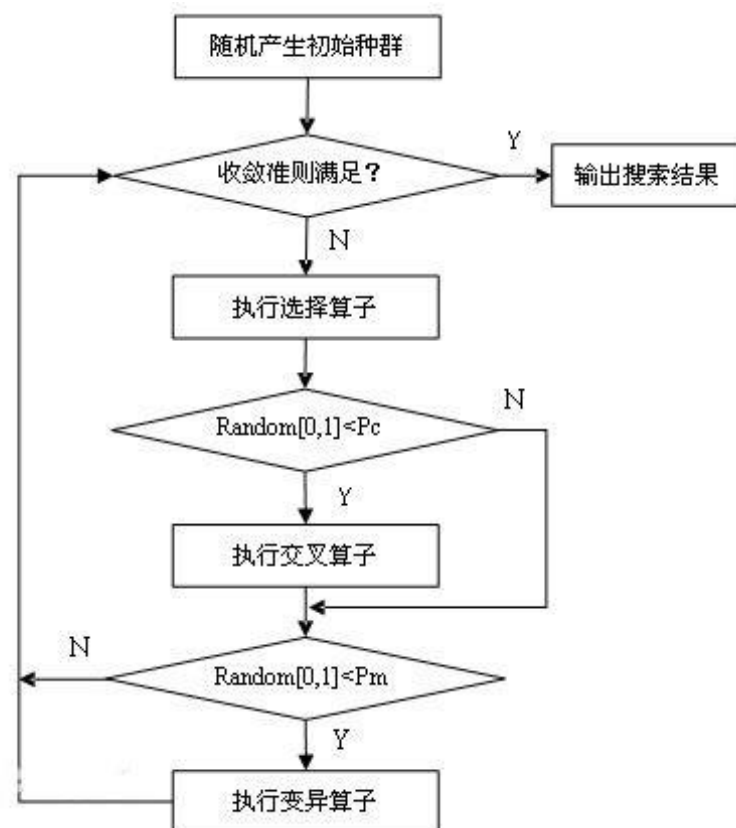 随机产生初始种群
收敛准则满足？
Y
输出搜索结果
N
执行选择算子
Random[0,1]<Pc
N
Y
执行交叉算子
N
Random[0,1]<Pm
Y
执行变异算子